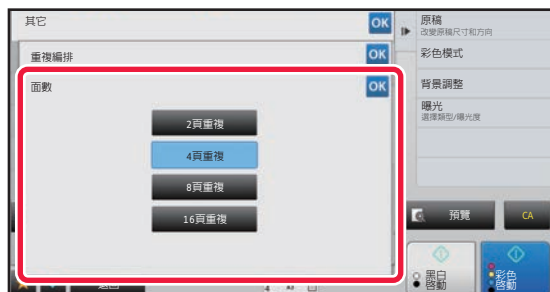 其它
OK
重複編排
OK
面數
OK
2頁重複
4頁重複
8頁重複
16頁重複
原稿
改變原稿尺寸和方向
彩色模式
背景調整
曝光
選擇類型/曝光度
預覽
CA
黑白
啓動
彩色
啓動